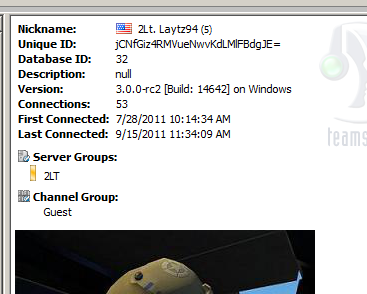 Nickname: 2Lt. Laytz94 (5)
Unique ID: jCNfGiz4RMVueNwvKdLMlFBdgJE=
Database ID: 32
Description: null
Version: 3.0.0-rc2 [Build: 14642] on Windows
Connections: 53
First Connected: 7/28/2011 10:14:34 AM
Last Connected: 9/15/2011 11:34:09 AM
teams
Server Groups:
2LT
Channel Group:
Guest